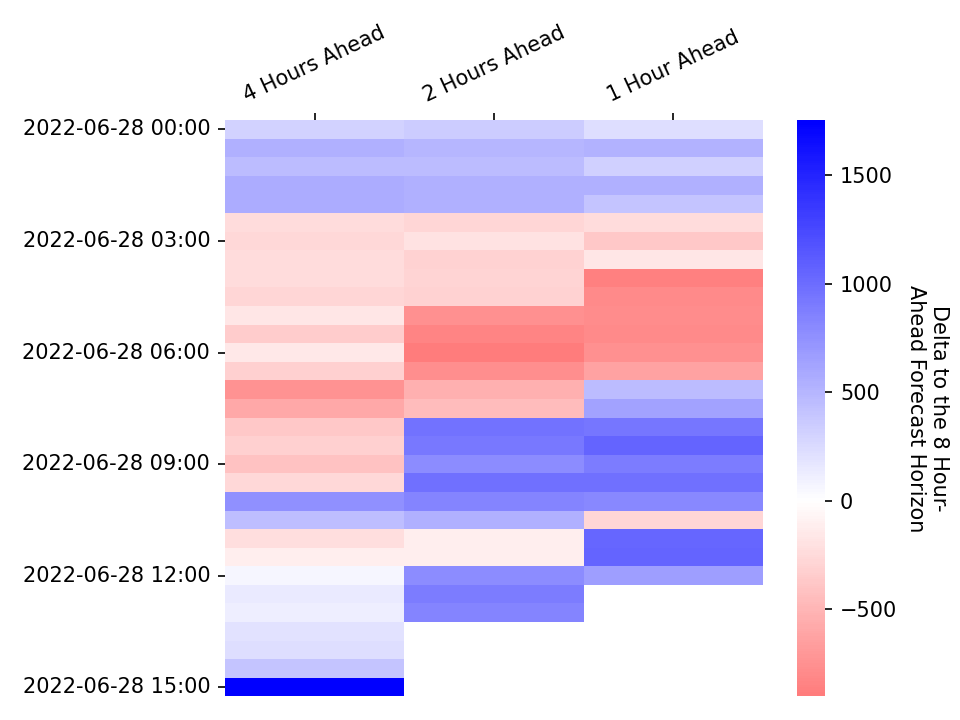 4 Hours Ahead
2 Hours Ahead
1 Hour Ahead
2022-06-28 00:00
2022-06-28 03:00
2022-06-28 06:00
2022-06-28 09:00
2022-06-28 12:00
2022-06-28 15:00
1500
1000
500
0
−500
Delta to the 8 Hour-
Ahead Forecast Horizon